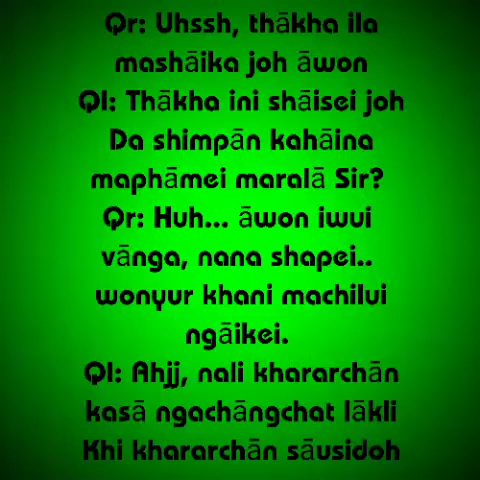 Qr: Uhssh, thākha ila
mashāika joh āwon
Ql: Thākha ini shāisei joh
Da shimpān kahāina
maphāmei maralā Sir?
Qr: Huh... āwon iwui
vānga, nana shapei..
wonyur khani machilui
ngāikei.
Ql: Ahjj, nali khararchān
kasā ngachāngchat lākli
Khi khararchān sāusidoh